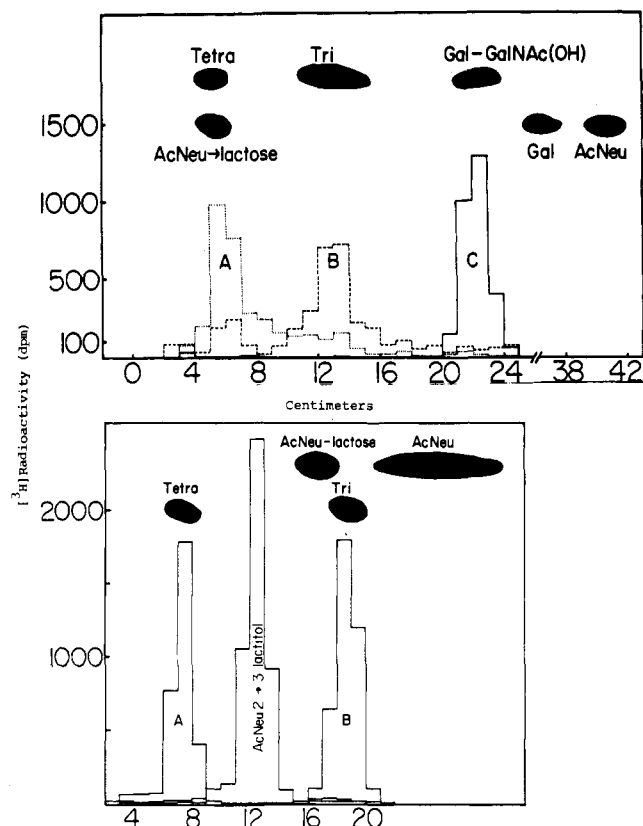 Tetra Tri Gal-GalNAc(OH)
AcNeu→lactose Gal AcNeu
1500
1000
500
100
A B C
0 4 8 12 16 20 24 38 42
Centimeters
[³H]Radioactivity (dpm)
AcNeu-lactose AcNeu
Tetra Tri
2000
1000
A AcNeu 2→3 lactitol B
4 8 12 16 20